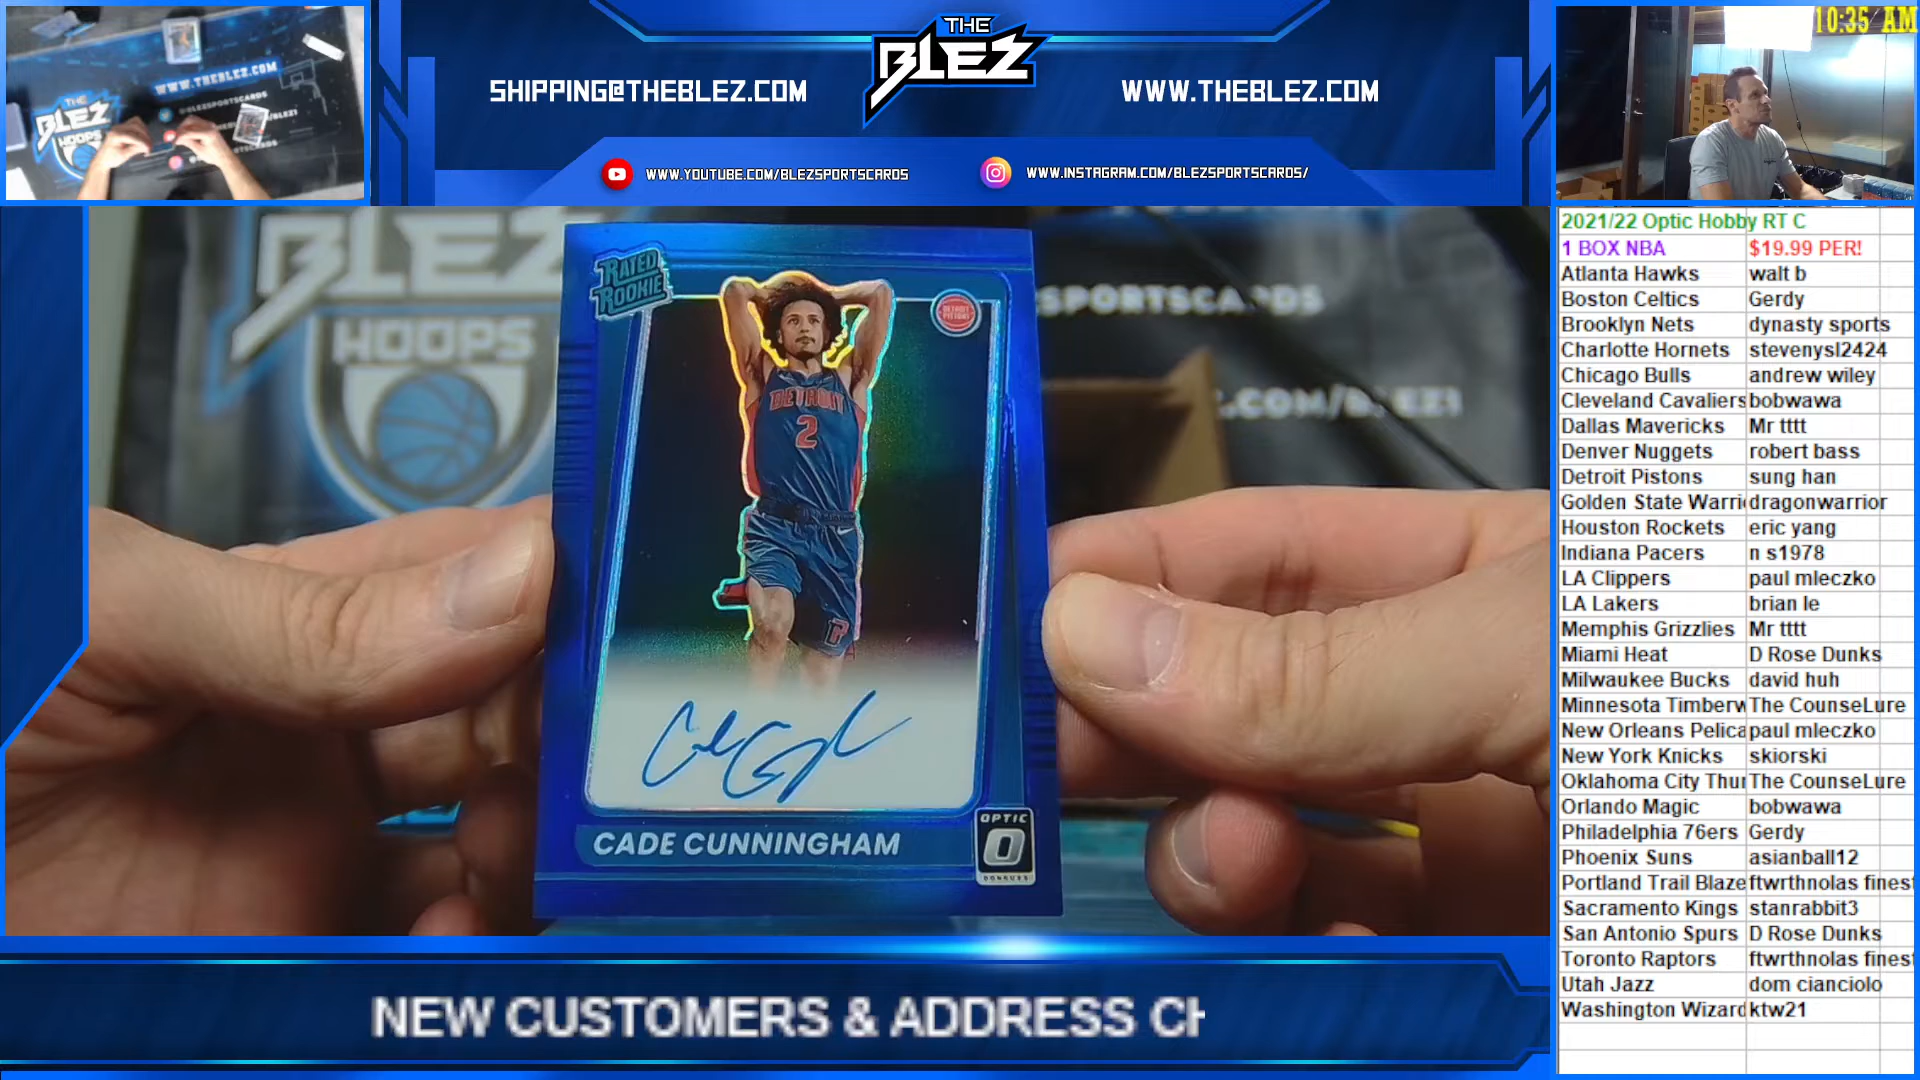 WWW.THEBLEZ.COM
THE
BLEZ
HOOPS
THE
BLEZ
SHIPPING@THEBLEZ.COM
WWW.THEBLEZ.COM
WWW.YOUTUBE.COM/BLEZSPORTSCARDS
WWW.INSTAGRAM.COM/BLEZSPORTSCARDS/
10:35 AM
BLEZ
HOOPS
RATED
ROOKIE
DETROIT
PISTONS
DETROIT
2
CADE CUNNINGHAM
OPTIC
DONRUSS
NEW CUSTOMERS & ADDRESS CH
2021/22 Optic Hobby RT C
1 BOX NBA $19.99 PER!
Atlanta Hawks walt b
Boston Celtics Gerdy
Brooklyn Nets dynasty sports
Charlotte Hornets stevenysl2424
Chicago Bulls andrew wiley
Cleveland Cavaliers bobwawa
Dallas Mavericks Mr tttt
Denver Nuggets robert bass
Detroit Pistons sung han
Golden State Warri dragonwarrior
Houston Rockets eric yang
Indiana Pacers n s1978
LA Clippers paul mleczko
LA Lakers brian le
Memphis Grizzlies Mr tttt
Miami Heat D Rose Dunks
Milwaukee Bucks david huh
Minnesota Timberw The CounseLure
New Orleans Pelica paul mleczko
New York Knicks skiorski
Oklahoma City Thu The CounseLure
Orlando Magic bobwawa
Philadelphia 76ers Gerdy
Phoenix Suns asianball12
Portland Trail Blaze ftwrthnolas finest
Sacramento Kings stanrabbit3
San Antonio Spurs D Rose Dunks
Toronto Raptors ftwrthnolas finest
Utah Jazz dom cianciolo
Washington Wizard ktw21